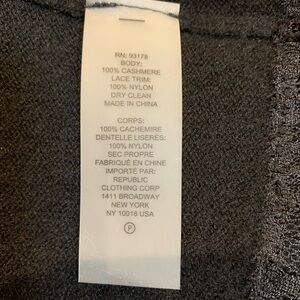 RN: 93178
BODY:
100% CASHMERE
LACE TRIM:
100% NYLON
DRY CLEAN
MADE IN CHINA
CORPS:
100% CACHEMIRE
DENTELLE LISERÉS:
100% NYLON
SEC PROPRE
FABRIQUÉ EN CHINE
IMPORTÉ PAR:
REPUBLIC
CLOTHING CORP
1411 BROADWAY
NEW YORK
NY 10018 USA
P